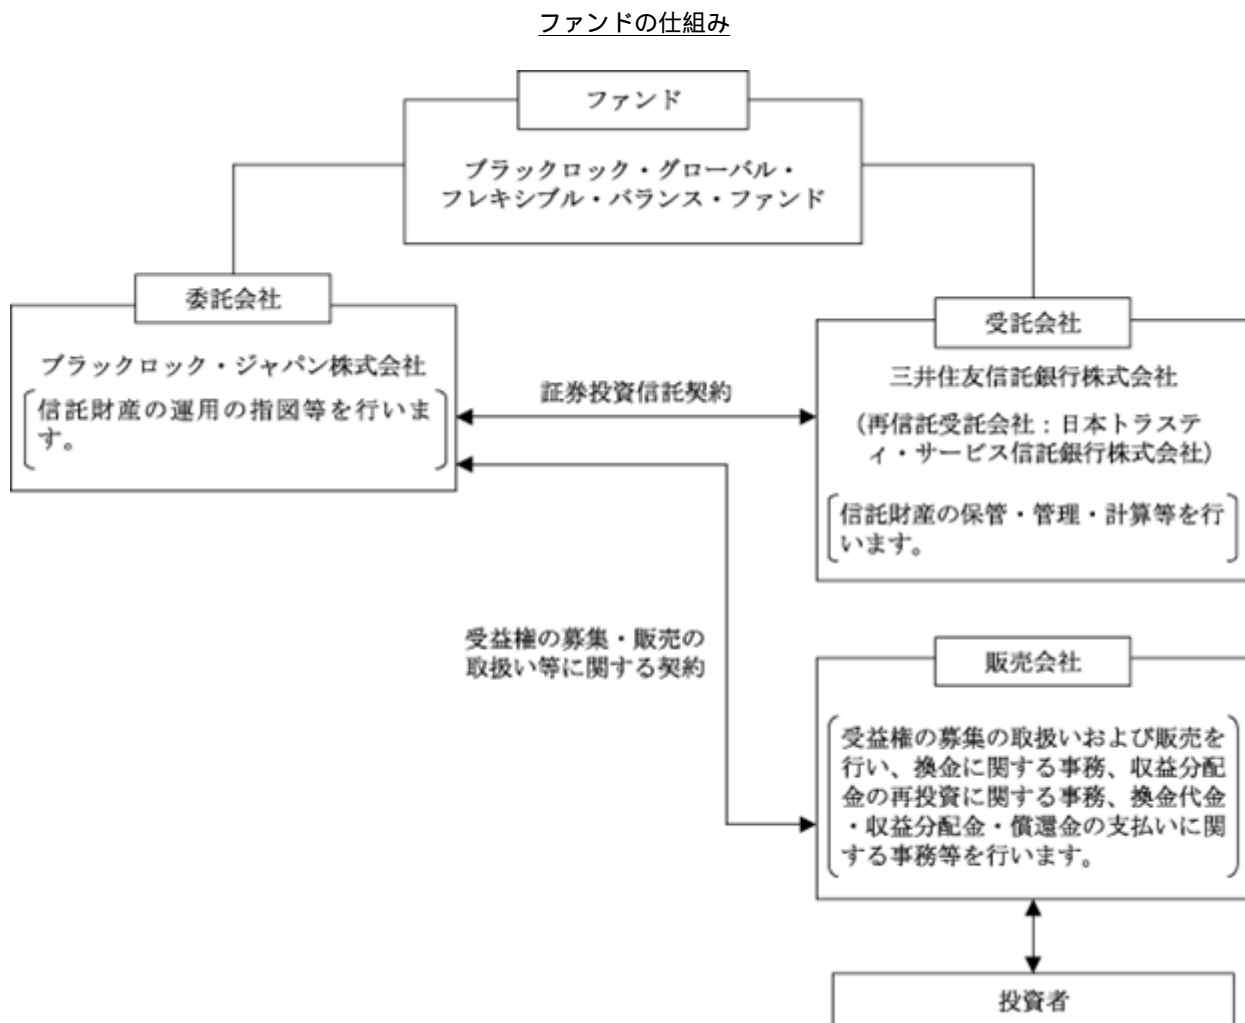 ファンドの仕組み
ファンド
ブラックロック・グローバル・
フレキシブル・バランス・ファンド
委託会社
ブラックロック・ジャパン株式会社
信託財産の運用の指図等を行いま
す。
証券投資信託契約
受託会社
三井住友信託銀行株式会社
(再信託受託会社：日本トラステ
ィ・サービス信託銀行株式会社)
信託財産の保管・管理・計算等を行
います。
受益権の募集・販売の
取扱い等に関する契約
販売会社
受益権の募集の取扱いおよび販売を
行い、換金に関する事務、収益分配
金の再投資に関する事務、換金代金
・収益分配金・償還金の支払いに関
する事務等を行います。
投資者